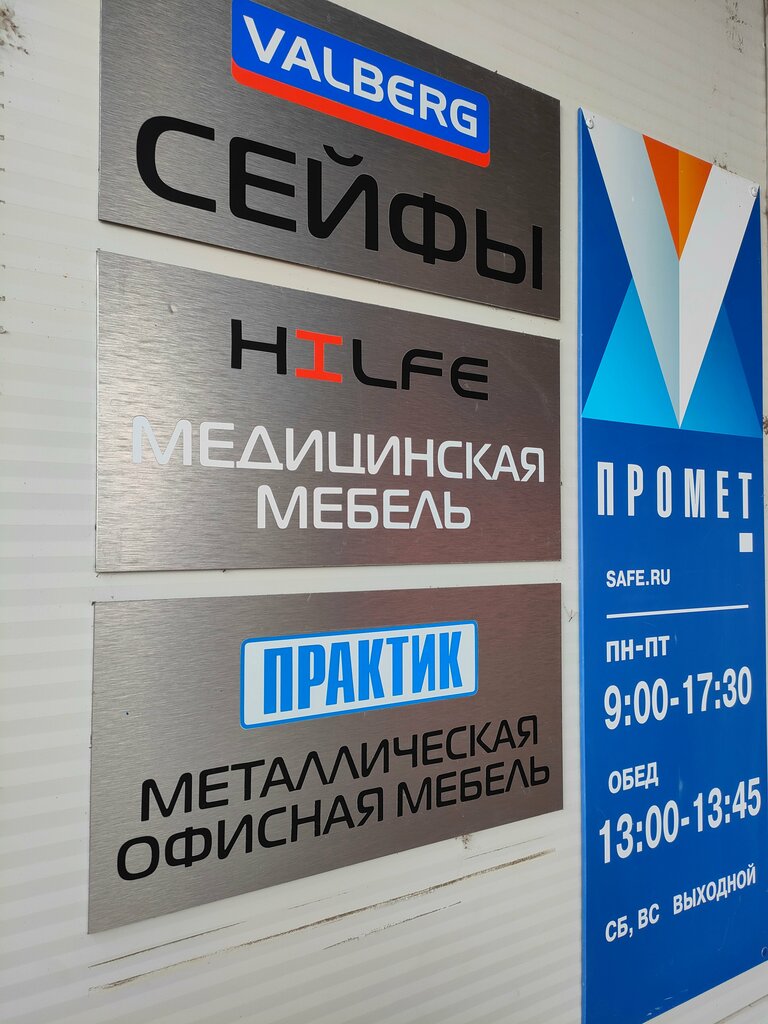 VALBERG
СЕЙФЫ
HILFE
МЕДИЦИНСКАЯ
МЕБЕЛЬ
ПРАКТИК
МЕТАЛЛИЧЕСКАЯ
ОФИСНАЯ МЕБЕЛЬ
ПРОМЕТ
SAFE.RU
ПН-ПТ
9:00-17:30
ОБЕД
13:00-13:45
СБ, ВС ВЫХОДНОЙ